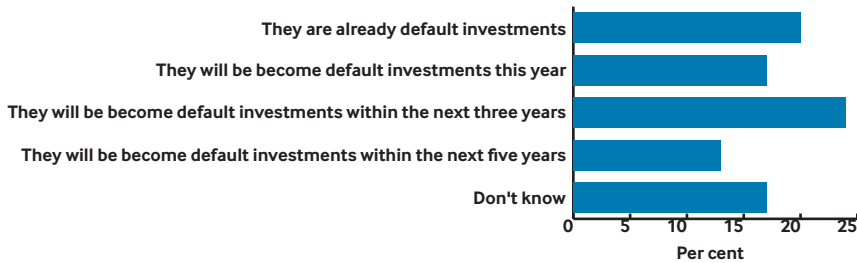 They are already default investments
They will be become default investments this year
They will be become default investments within the next three years
They will be become default investments within the next five years
Don't know
0 5 10 15 20 25
Per cent